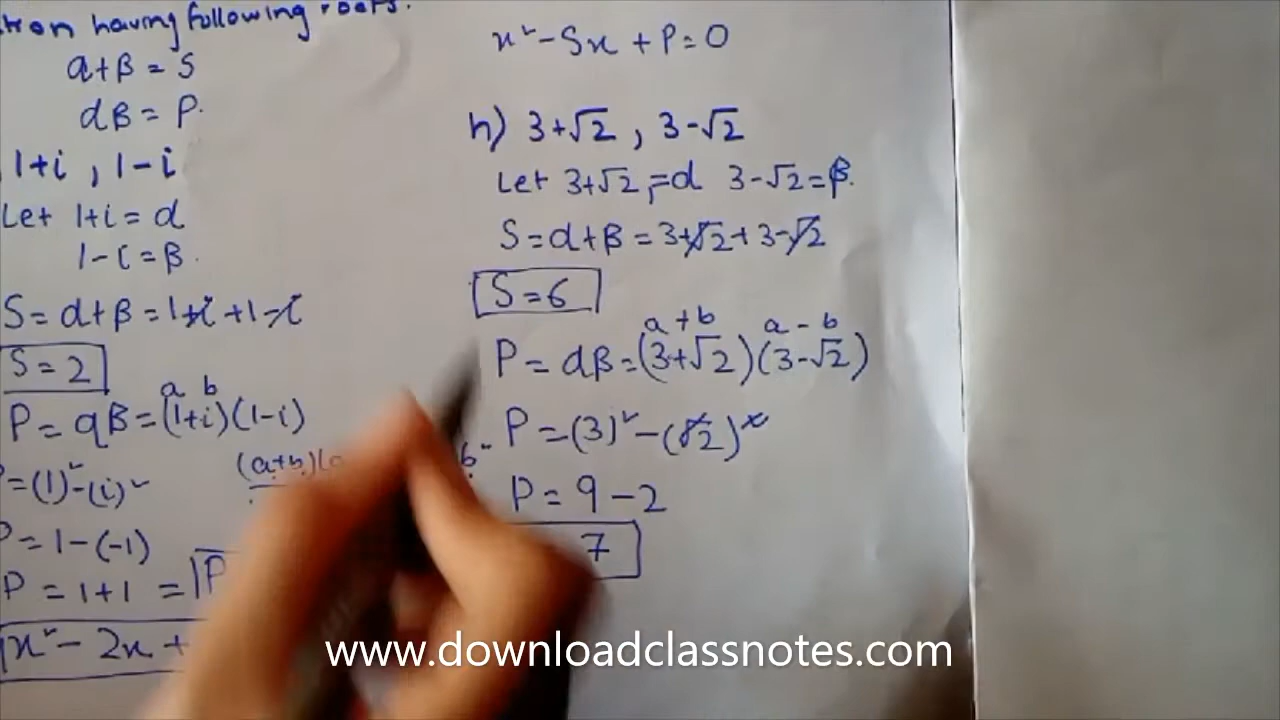 having following roots.
α+β = S
αβ = P.
1+i , 1-i
Let 1+i = α
1-i = β.
S = α+β = 1+i +1-i
S = 2
a b
P = αβ = (1+i)(1-i)
(a+b)(
= (1)² - (i)²
P = 1-(-1)
P = 1+1 = P
x² - 2x +
x² - Sx + P = 0
h) 3+√2 , 3-√2
Let 3+√2 = α 3-√2 = β.
S = α+β = 3+√2 + 3-√2
S = 6
a + b a - b
P = αβ = (3+√2)(3-√2)
b²
P = (3)² - (√2)²
P = 9 - 2
7
www.downloadclassnotes.com